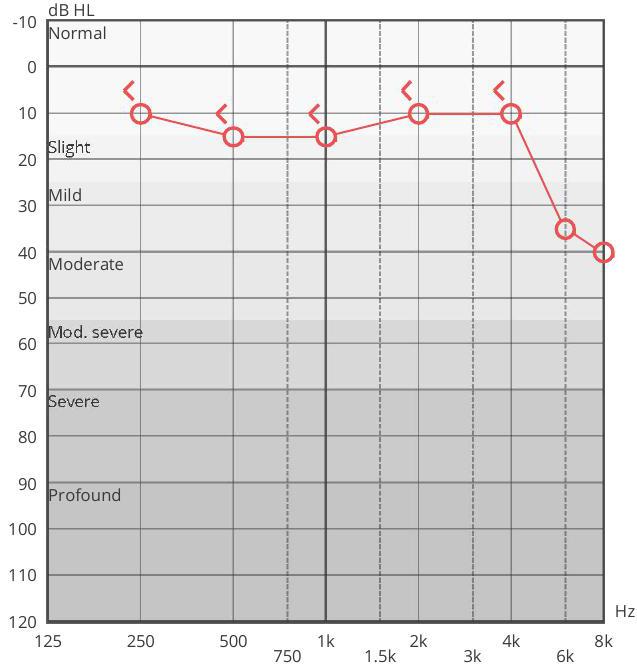 dB HL
-10
Normal
0
10
Slight
20
Mild
30
40
Moderate
50
Mod. severe
60
70
Severe
80
90
Profound
100
110
120
Hz
125 250 500 1k 2k 4k 8k
750 1.5k 3k 6k